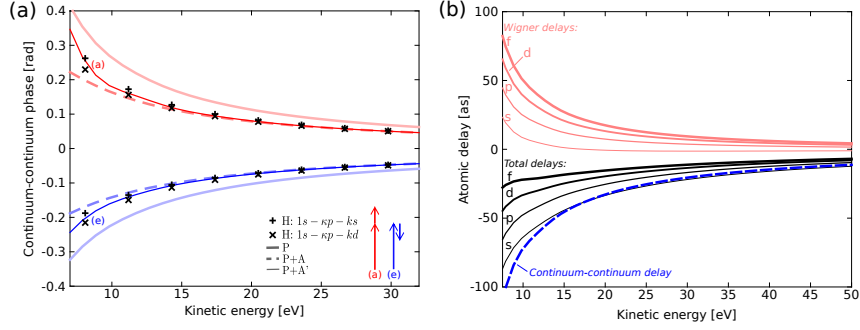 (a)
Continuum-continuum phase [rad]
0.4
0.3
0.2
0.1
0
-0.1
-0.2
-0.3
-0.4
(a)
(e)
H: 1s − κp − ks
H: 1s − κp − kd
P
P+A
P+A'
(a) (e)
10 15 20 25 30
Kinetic energy [eV]
(b)
Atomic delay [as]
100
50
0
-50
-100
Wigner delays:
f
d
p
s
Total delays:
f
d
p
s
Continuum-continuum delay
10 15 20 25 30 35 40 45 50
Kinetic energy [eV]